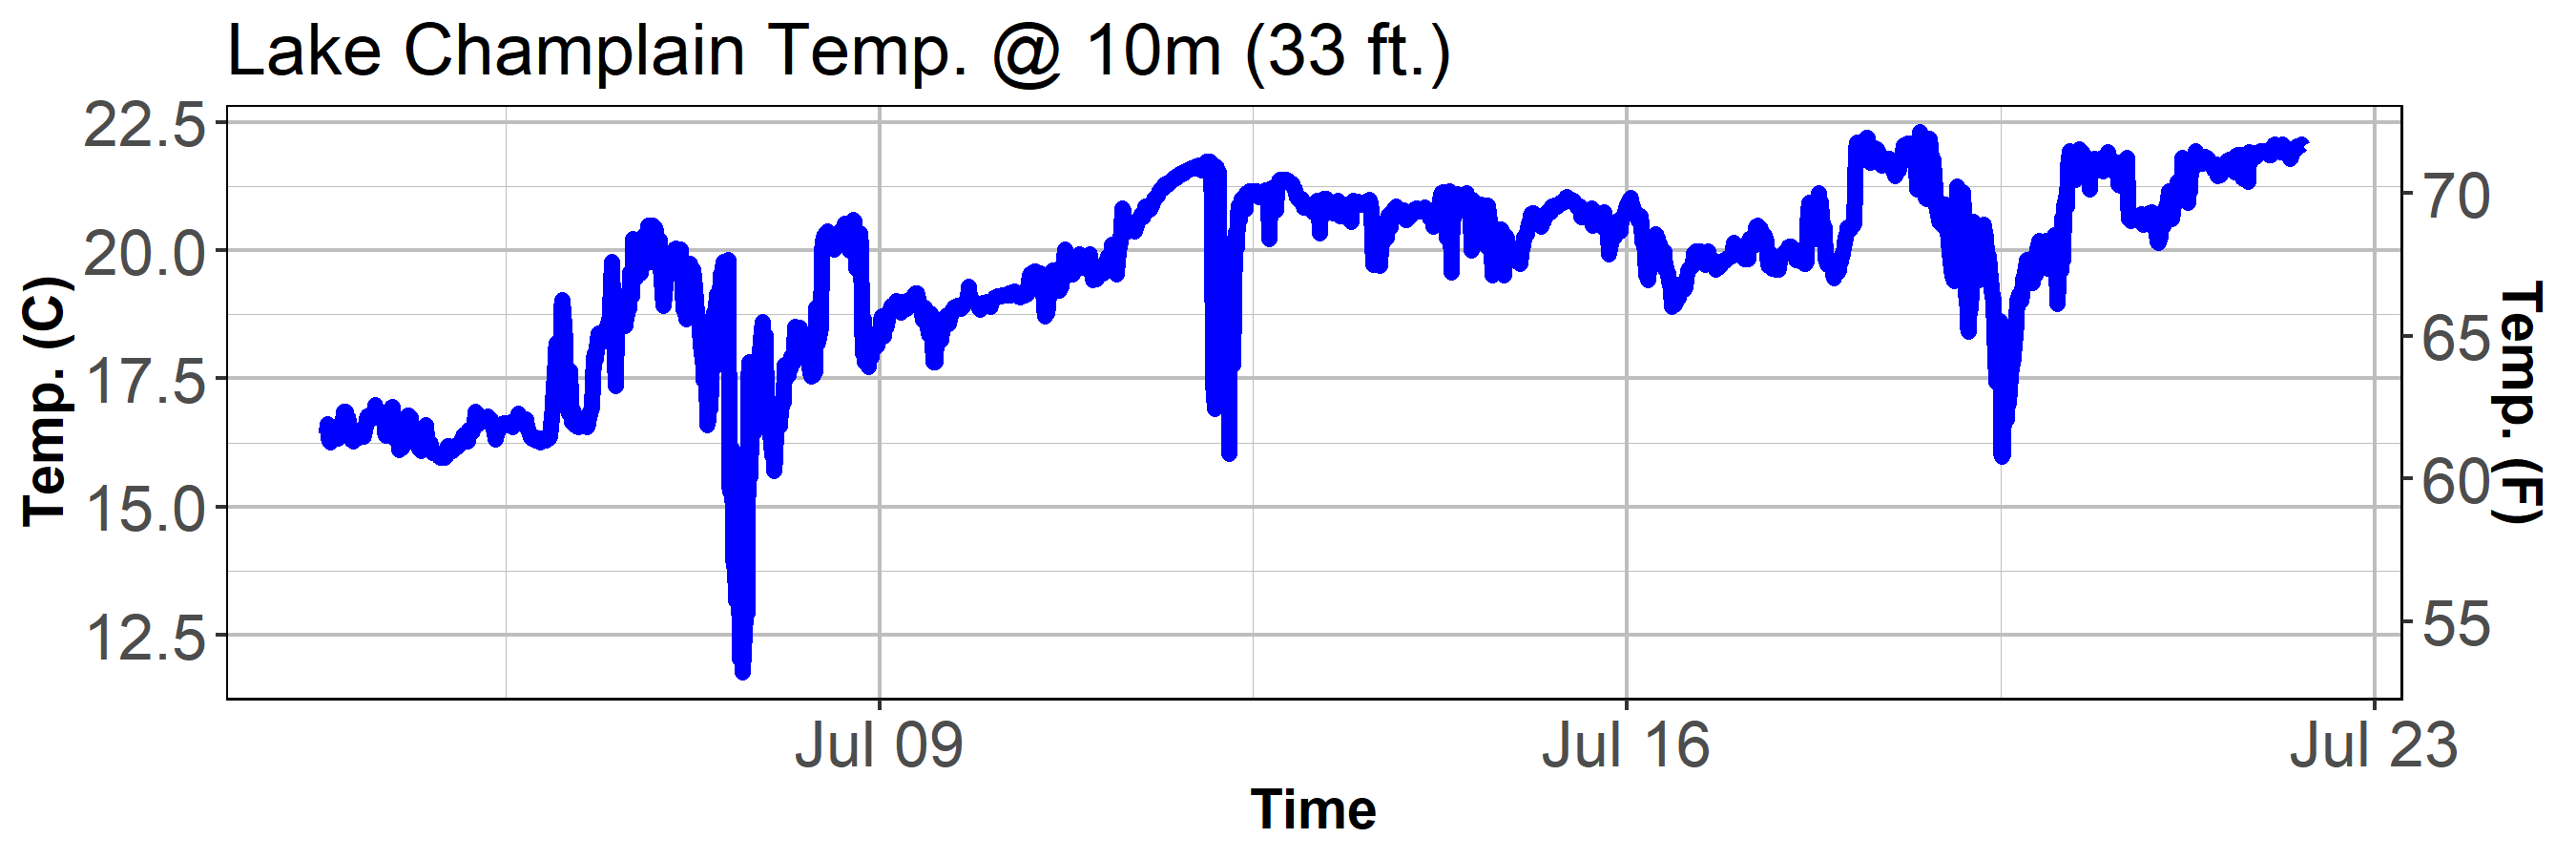 Lake Champlain Temp. @ 10m (33 ft.)
22.5
20.0
17.5
15.0
12.5
Temp. (C)
70
65
60
55
Temp. (F)
Jul 09
Jul 16
Jul 23
Time